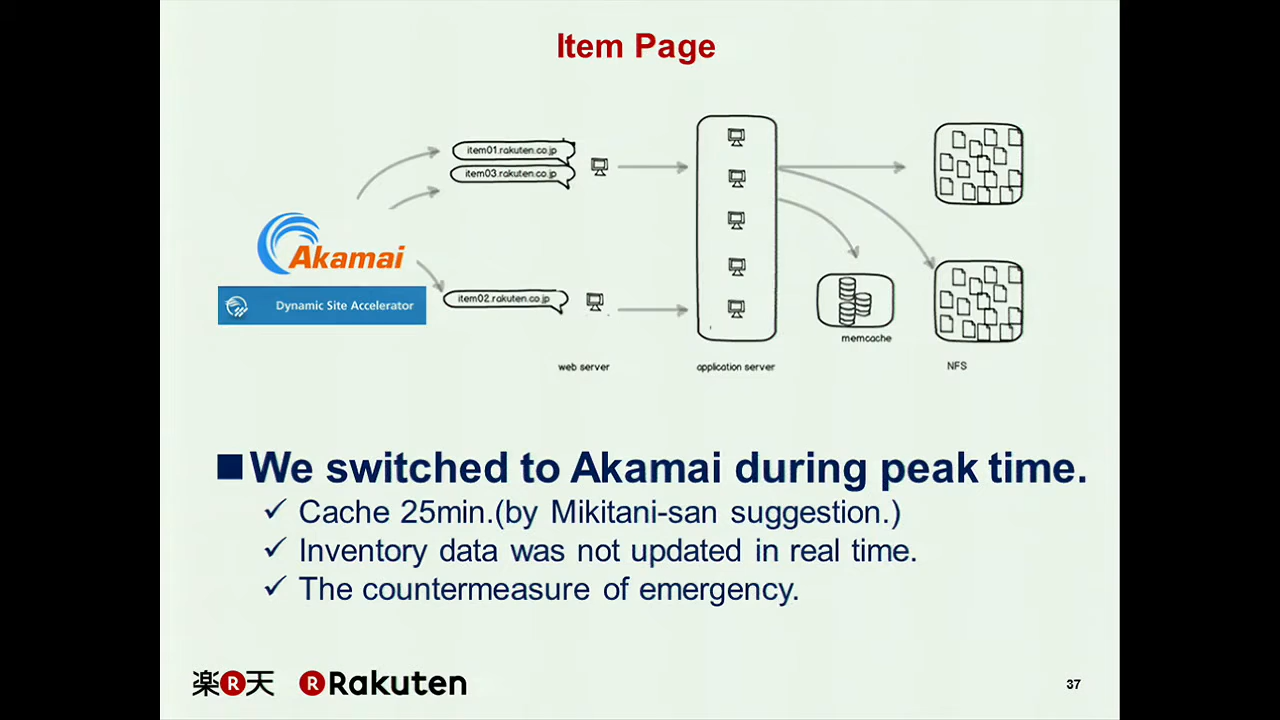 Item Page
item01.rakuten.co.jp
item03.rakuten.co.jp
Akamai
Dynamic Site Accelerator
item02.rakuten.co.jp
memcache
web server
application server
NFS
We switched to Akamai during peak time.
Cache 25min.(by Mikitani-san suggestion.)
Inventory data was not updated in real time.
The countermeasure of emergency.
楽R天 R Rakuten
37